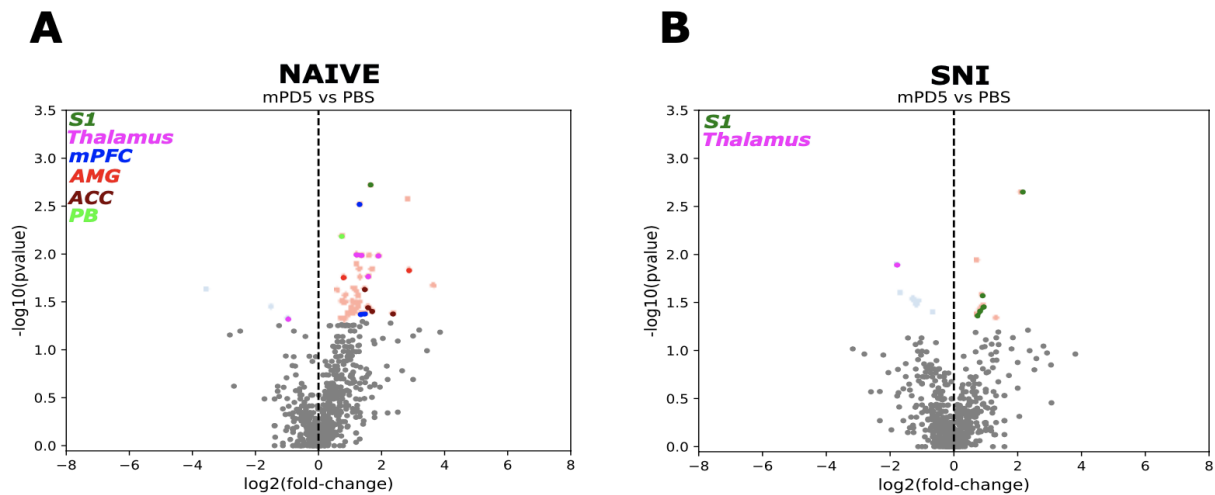 A
NAIVE
mPD5 vs PBS
3.5
3.0
2.5
2.0
1.5
1.0
0.5
0.0
-log10(pvalue)
S1
Thalamus
mPFC
AMG
ACC
PB
−8 −6 −4 −2 0 2 4 6 8
log2(fold-change)
B
SNI
mPD5 vs PBS
3.5
3.0
2.5
2.0
1.5
1.0
0.5
0.0
-log10(pvalue)
S1
Thalamus
−8 −6 −4 −2 0 2 4 6 8
log2(fold-change)